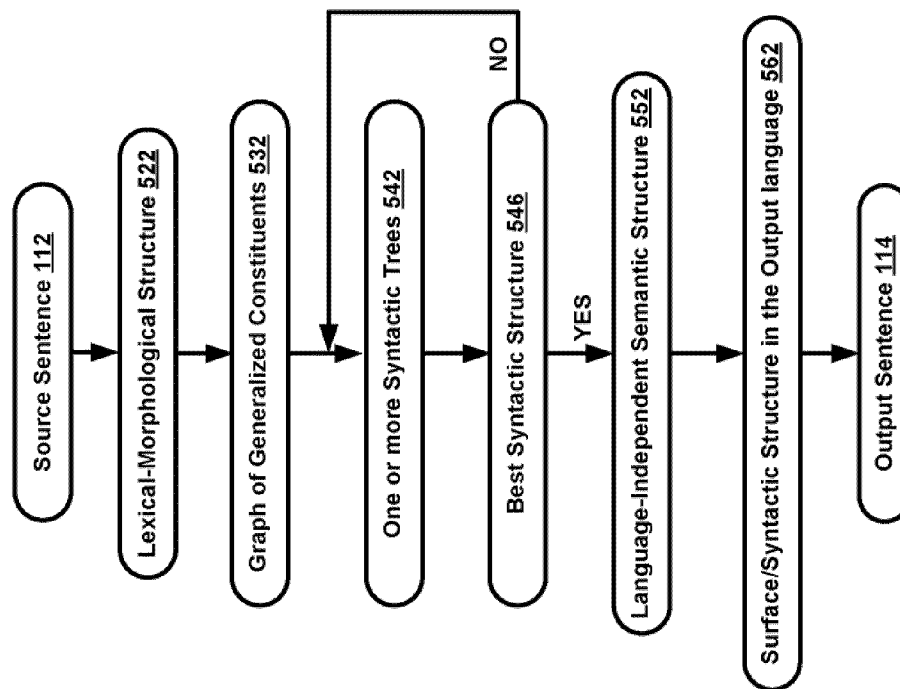 Source Sentence 112
Lexical-Morphological Structure 522
Graph of Generalized Constituents 532
One or more Syntactic Trees 542
Best Syntactic Structure 546
NO
YES
Language-Independent Semantic Structure 552
Surface/Syntactic Structure in the Output language 562
Output Sentence 114